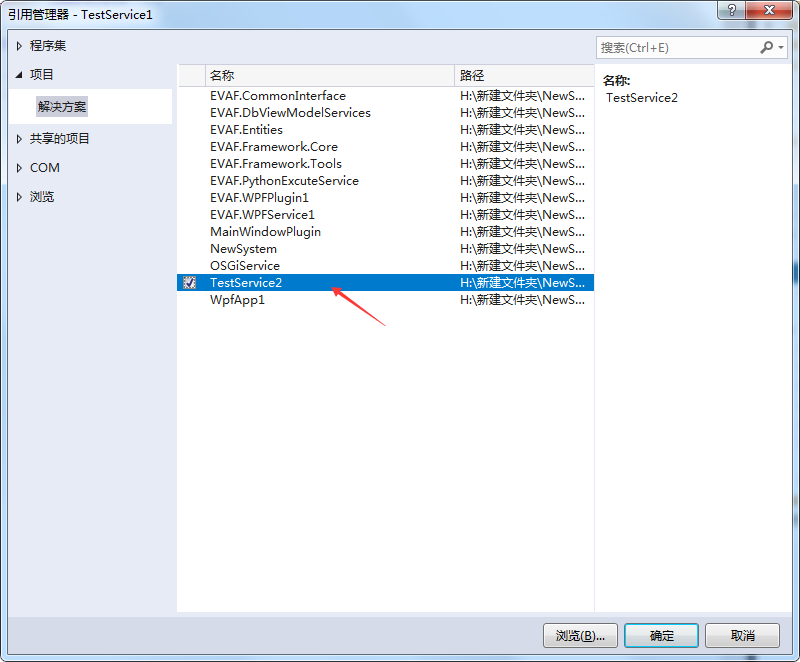 引用管理器 - TestService1
?
程序集
项目
解决方案
共享的项目
COM
浏览
搜索(Ctrl+E)
名称 路径
EVAF.CommonInterface H:\新建文件夹\NewS...
EVAF.DbViewModelServices H:\新建文件夹\NewS...
EVAF.Entities H:\新建文件夹\NewS...
EVAF.Framework.Core H:\新建文件夹\NewS...
EVAF.Framework.Tools H:\新建文件夹\NewS...
EVAF.PythonExcuteService H:\新建文件夹\NewS...
EVAF.WPFPlugin1 H:\新建文件夹\NewS...
EVAF.WPFService1 H:\新建文件夹\NewS...
MainWindowPlugin H:\新建文件夹\NewS...
NewSystem H:\新建文件夹\NewS...
OSGiService H:\新建文件夹\NewS...
TestService2 H:\新建文件夹\NewS...
WpfApp1 H:\新建文件夹\NewS...
名称:
TestService2
浏览(B)... 确定 取消